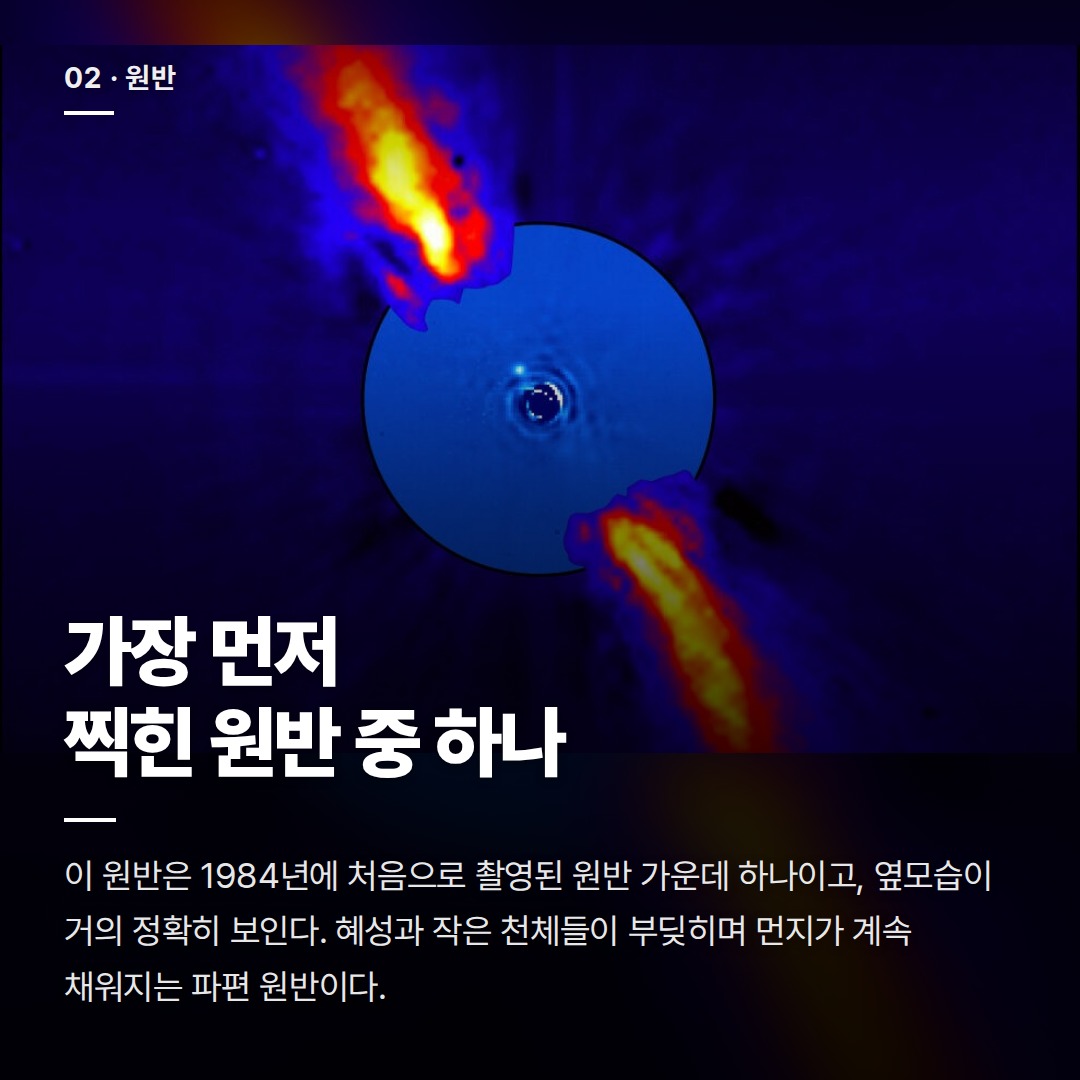 02 · 원반
가장 먼저
찍힌 원반 중 하나
이 원반은 1984년에 처음으로 촬영된 원반 가운데 하나이고, 옆모습이
거의 정확히 보인다. 혜성과 작은 천체들이 부딪히며 먼지가 계속
채워지는 파편 원반이다.